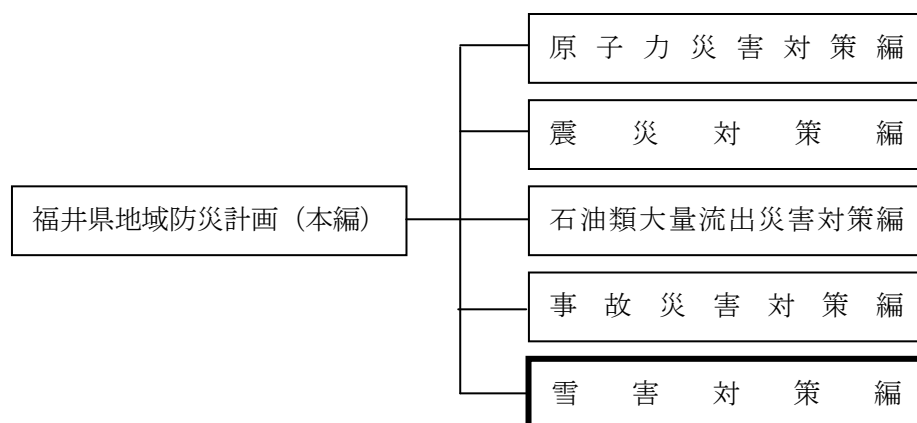 原子力災害対策編
震災対策編
福井県地域防災計画（本編）
石油類大量流出災害対策編
事故災害対策編
雪害対策編